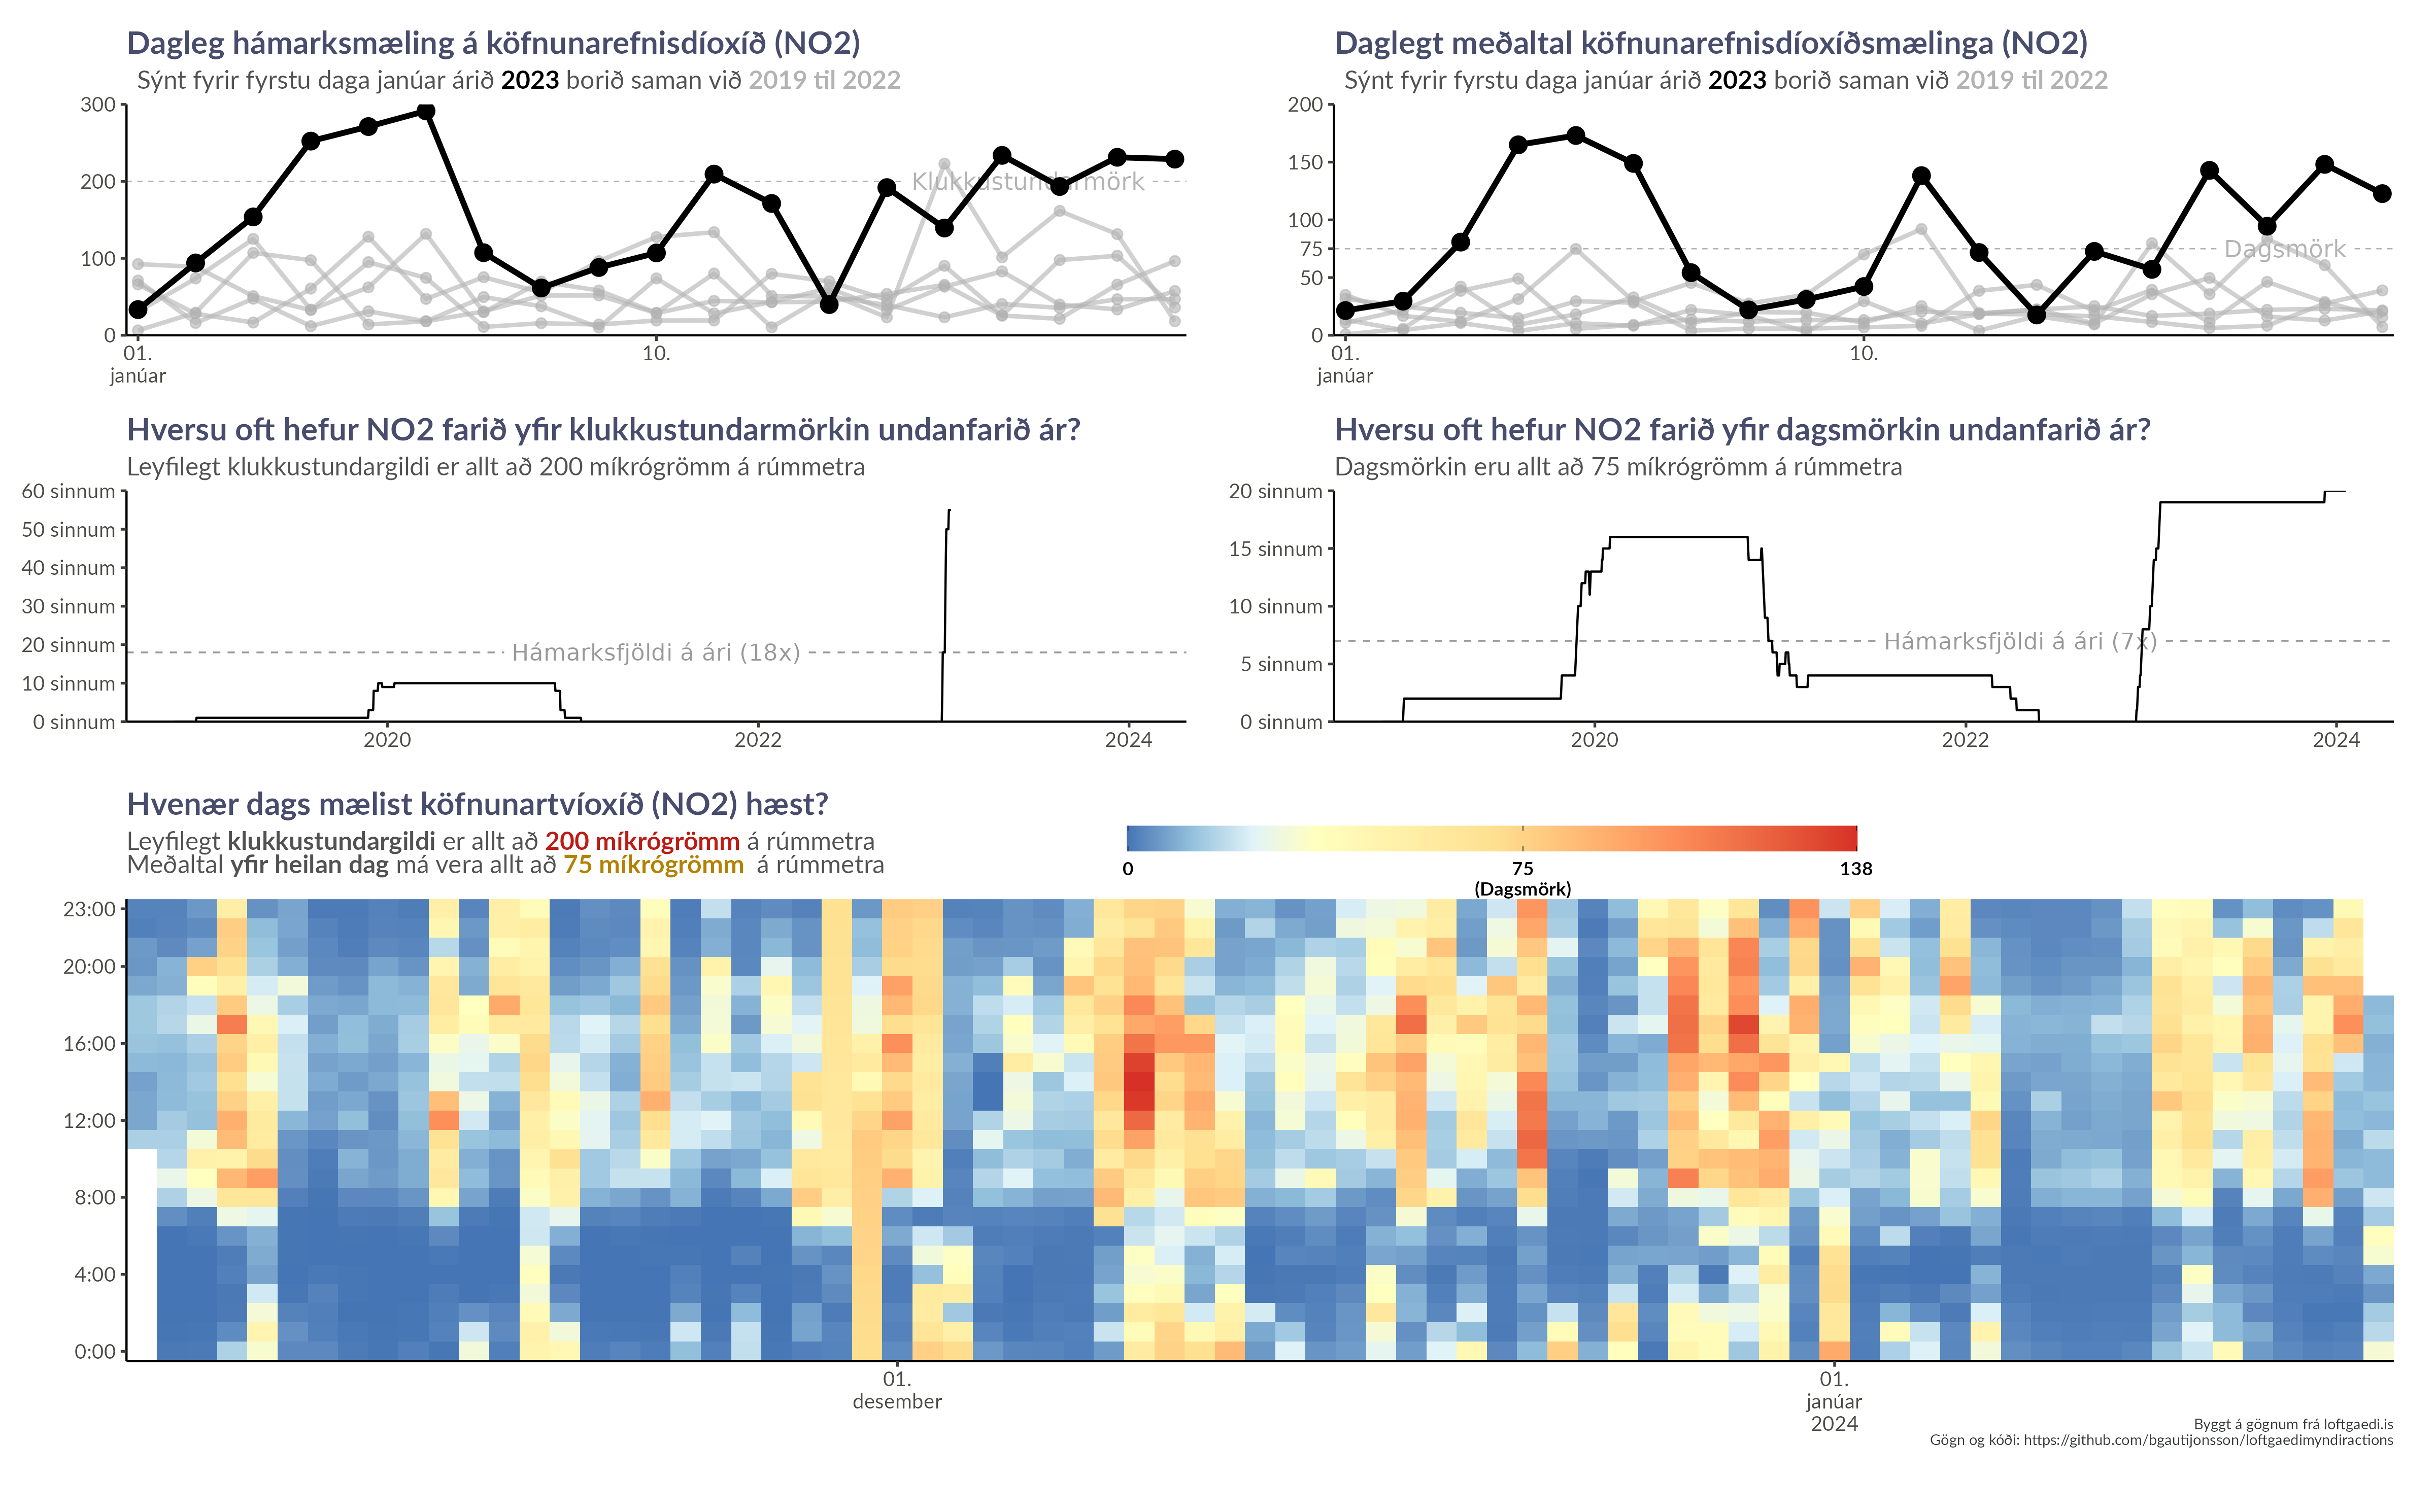 Dagleg hámarksmæling á köfnunarefnisdíoxíð (NO2)
Sýnt fyrir fyrstu daga janúar árið 2023 borið saman við 2019 til 2022
300
200
100
0
Klukkustundarmörk
01.
janúar
10.
Daglegt meðaltal köfnunarefnisdíoxíðsmælinga (NO2)
Sýnt fyrir fyrstu daga janúar árið 2023 borið saman við 2019 til 2022
200
150
100
75
50
0
Dagsmörk
01.
janúar
10.
Hversu oft hefur NO2 farið yfir klukkustundarmörkin undanfarið ár?
Leyfilegt klukkustundargildi er allt að 200 míkrógrömm á rúmmetra
60 sinnum
50 sinnum
40 sinnum
30 sinnum
20 sinnum
10 sinnum
0 sinnum
Hámarksfjöldi á ári (18x)
2020
2022
2024
Hversu oft hefur NO2 farið yfir dagsmörkin undanfarið ár?
Dagsmörkin eru allt að 75 míkrógrömm á rúmmetra
20 sinnum
15 sinnum
10 sinnum
5 sinnum
0 sinnum
Hámarksfjöldi á ári (7x)
2020
2022
2024
Hvenær dags mælist köfnunartvíoxíð (NO2) hæst?
Leyfilegt klukkustundargildi er allt að 200 míkrógrömm á rúmmetra
Meðaltal yfir heilan dag má vera allt að 75 míkrógrömm á rúmmetra
0
75
(Dagsmörk)
138
23:00
20:00
16:00
12:00
8:00
4:00
0:00
01.
desember
01.
janúar
2024
Byggt á gögnum frá loftgaedi.is
Gögn og kóði: https://github.com/bgautijonsson/loftgaedimyndiractions